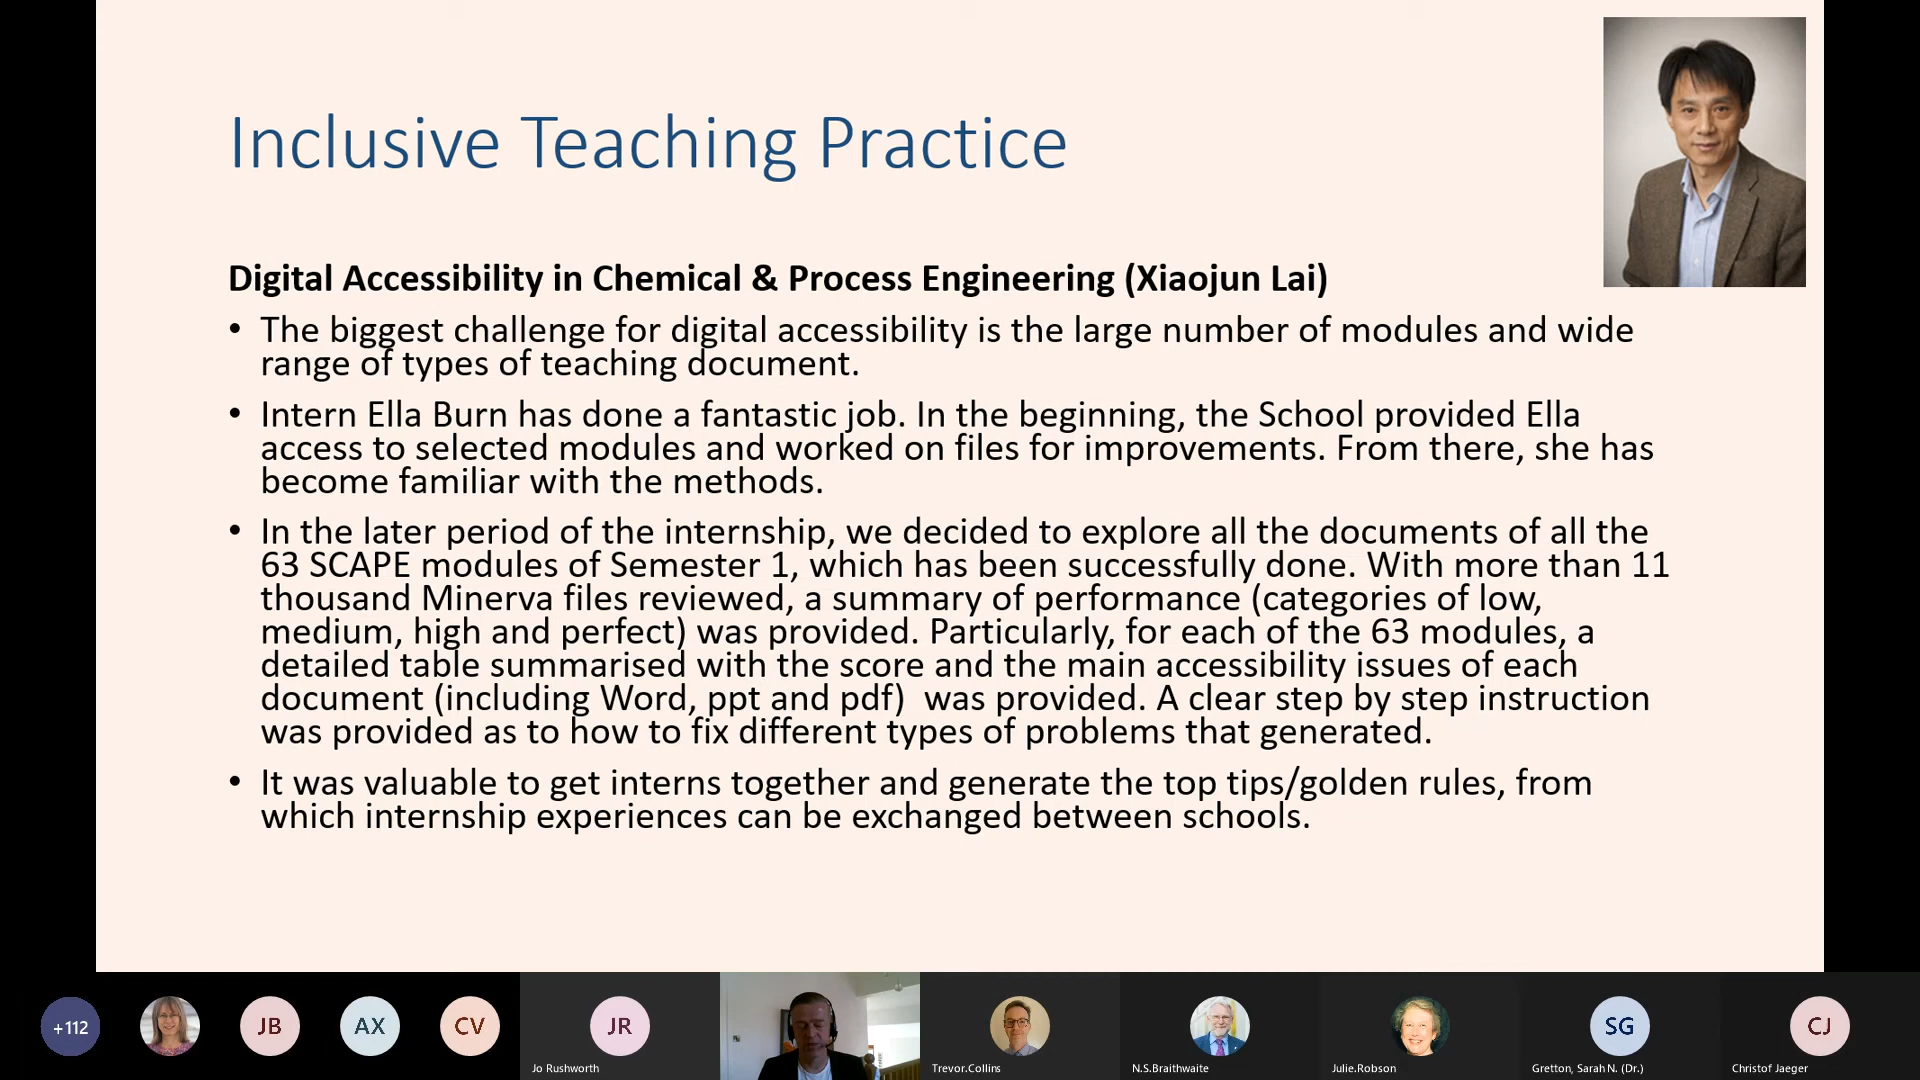 Inclusive Teaching Practice
Digital Accessibility in Chemical & Process Engineering (Xiaojun Lai)
• The biggest challenge for digital accessibility is the large number of modules and wide
range of types of teaching document.
• Intern Ella Burn has done a fantastic job. In the beginning, the School provided Ella
access to selected modules and worked on files for improvements. From there, she has
become familiar with the methods.
• In the later period of the internship, we decided to explore all the documents of all the
63 SCAPE modules of Semester 1, which has been successfully done. With more than 11
thousand Minerva files reviewed, a summary of performance (categories of low,
medium, high and perfect) was provided. Particularly, for each of the 63 modules, a
detailed table summarised with the score and the main accessibility issues of each
document (including Word, ppt and pdf)  was provided. A clear step by step instruction
was provided as to how to fix different types of problems that generated.
• It was valuable to get interns together and generate the top tips/golden rules, from
which internship experiences can be exchanged between schools.
+112
JB
AX
CV
JR
SG
CJ
Jo Rushworth
Trevor.Collins
N.S.Braithwaite
Julie.Robson
Gretton, Sarah N. (Dr.)
Christof Jaeger